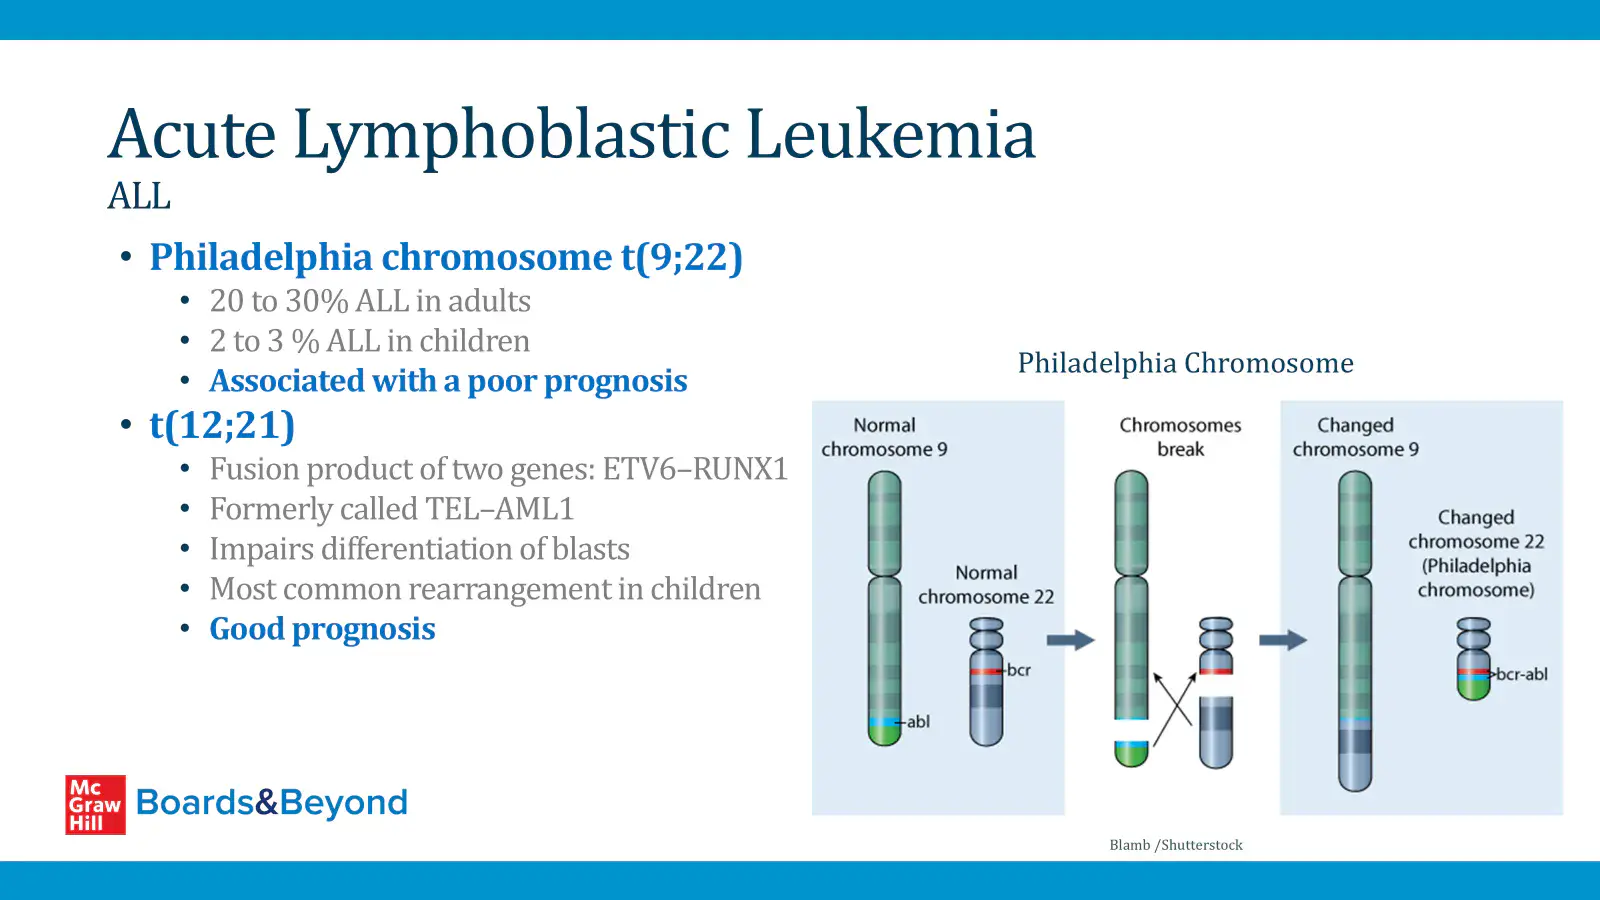 Acute Lymphoblastic Leukemia
ALL
• Philadelphia chromosome t(9;22)
• 20 to 30% ALL in adults
• 2 to 3 % ALL in children
• Associated with a poor prognosis
• t(12;21)
• Fusion product of two genes: ETV6–RUNX1
• Formerly called TEL–AML1
• Impairs differentiation of blasts
• Most common rearrangement in children
• Good prognosis
Philadelphia Chromosome
Normal
chromosome 9
Normal
chromosome 22
bcr
abl
Chromosomes
break
Changed
chromosome 9
Changed
chromosome 22
(Philadelphia
chromosome)
bcr-abl
Blamb /Shutterstock
Mc
Graw
Hill
Boards&Beyond